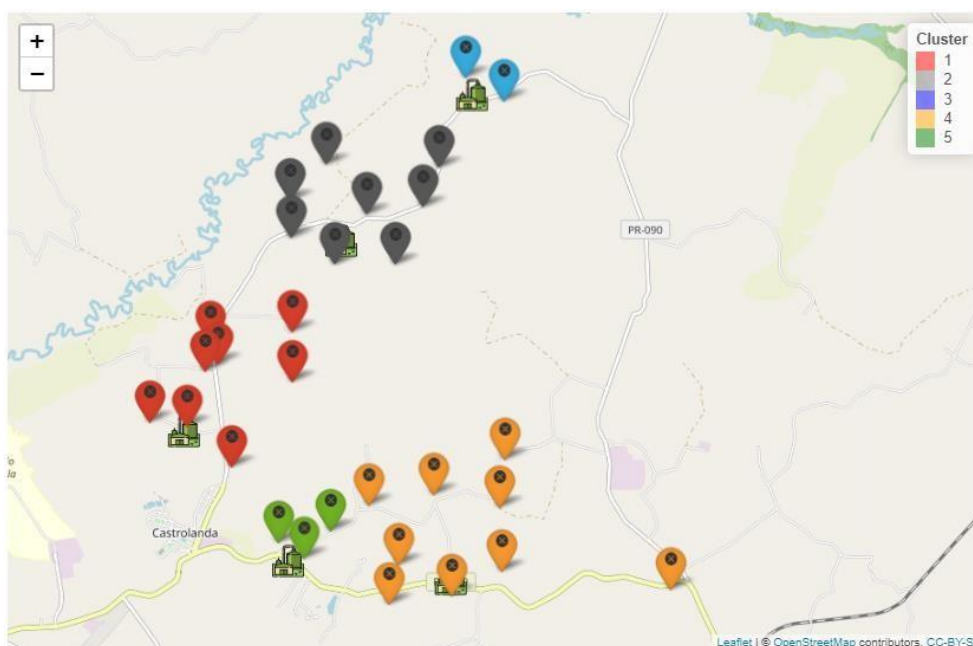 +
−
Cluster
1
2
3
4
5
PR-090
Castrolanda
Leaflet | © OpenStreetMap contributors, CC-BY-S